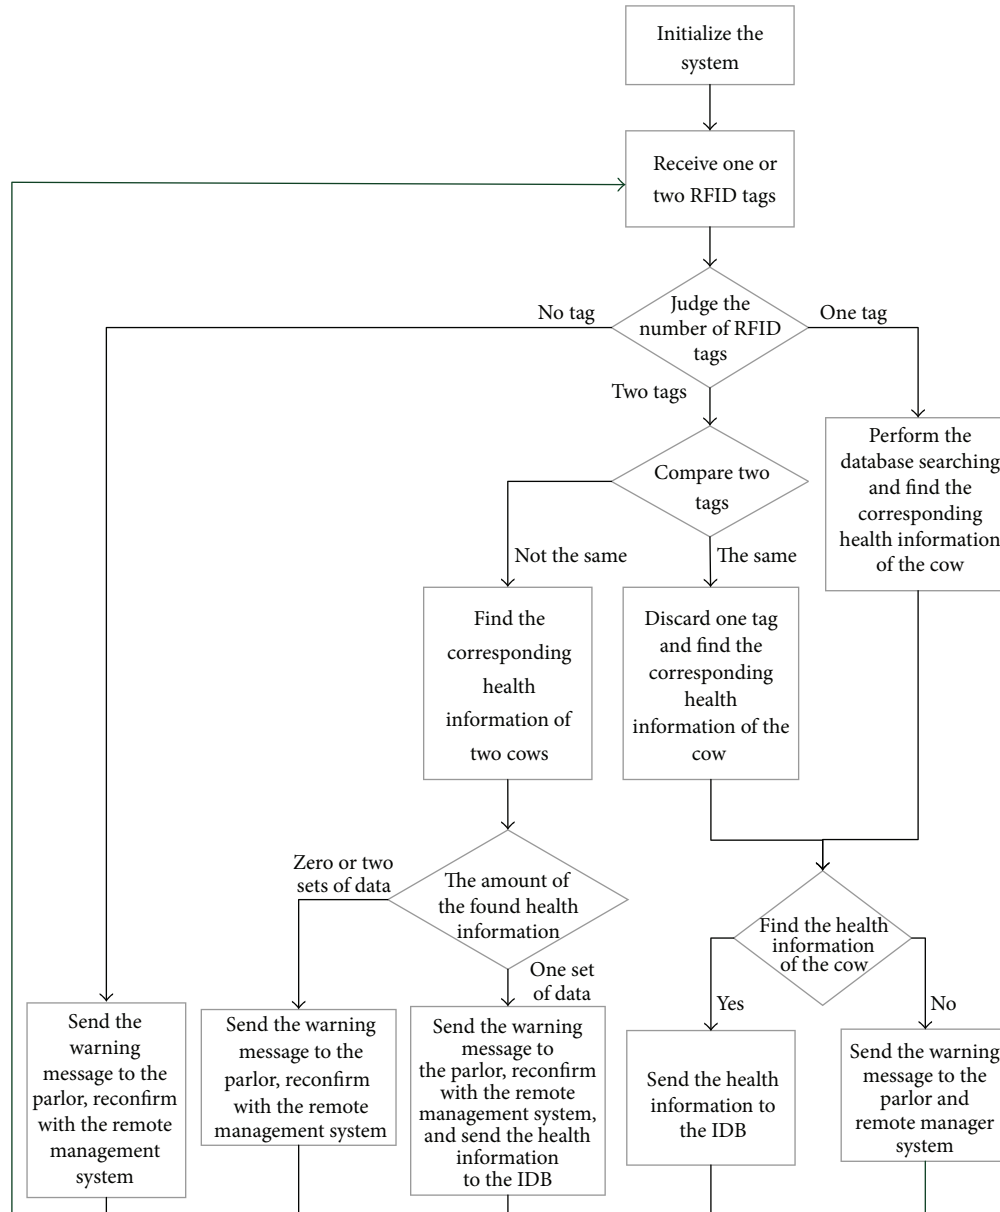 Initialize the
system
Receive one or
two RFID tags
Judge the
number of RFID
tags
No tag
One tag
Two tags
Compare two
tags
Perform the
database searching
and find the
corresponding
health information
of the cow
Not the same
The same
Find the
corresponding
health
information of
two cows
Discard one tag
and find the
corresponding
health
information of the
cow
Zero or two
sets of data
The amount of
the found health
information
One set
of data
Find the health
information
of the cow
Yes
No
Send the
warning
message to the
parlor, reconfirm
with the remote
management
system
Send the warning
message to the
parlor, reconfirm
with the remote
management system
Send the warning
message to
the parlor, reconfirm
with the remote
management system,
and send the health
information
to the IDB
Send the health
information to
the IDB
Send the warning
message to the
parlor and
remote manager
system